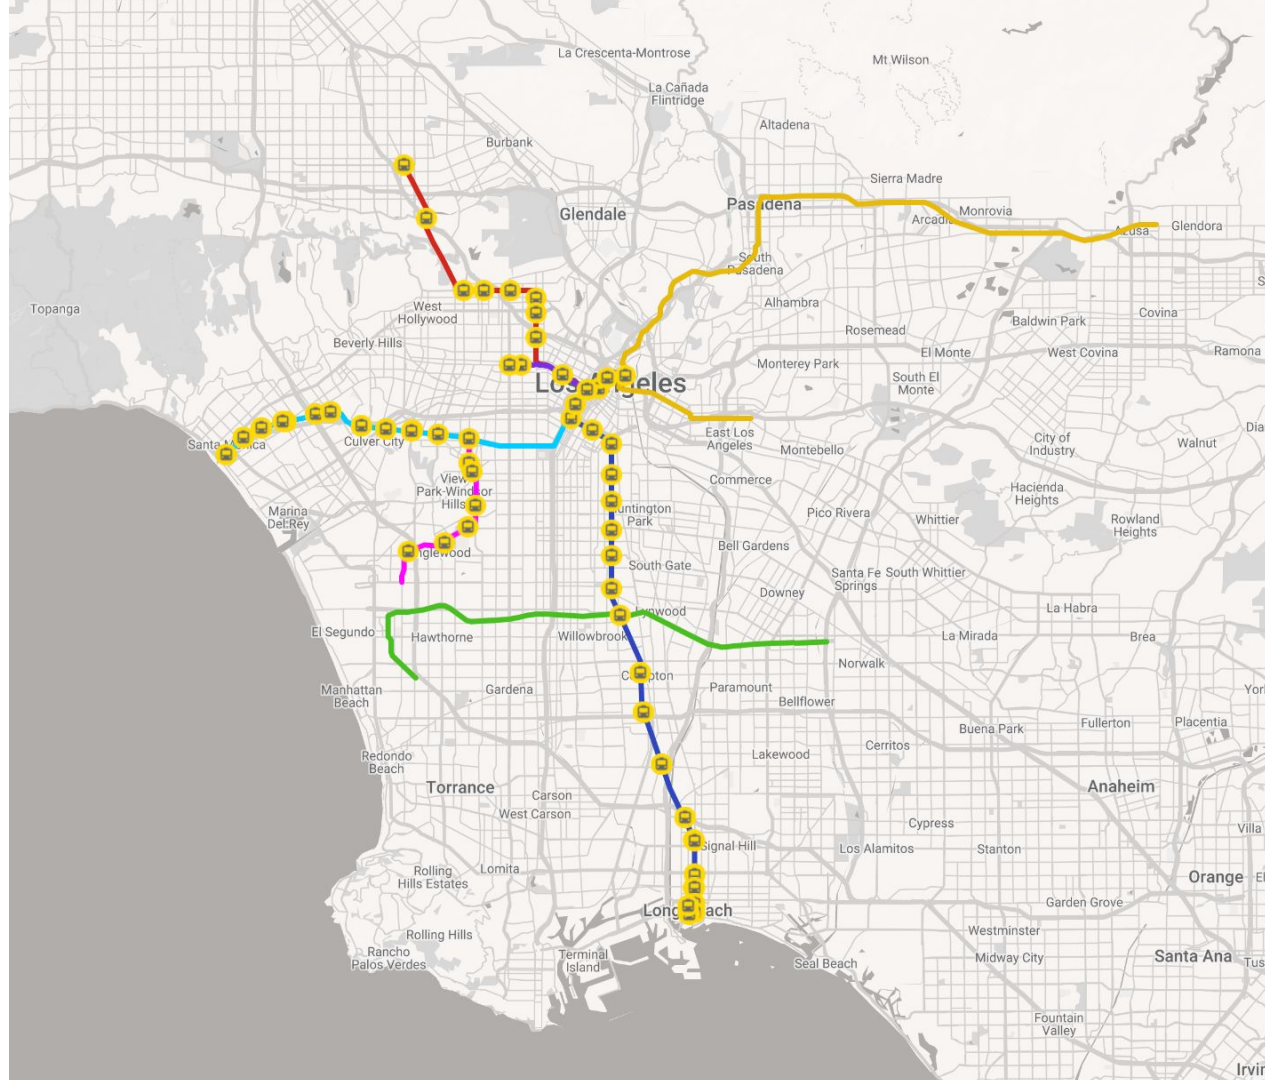 La Crescenta-Montrose
Mt Wilson
La Cañada
Flintridge
Altadena
Burbank
Sierra Madre
Glendale
Pasadena
Monrovia
Arcadia
Azusa
Glendora
South
Pasadena
Topanga
West
Hollywood
Alhambra
Baldwin Park
Covina
Rosemead
Beverly Hills
El Monte
West Covina
Ramona
Monterey Park
South El
Monte
Los Angeles
Santa Monica
Culver City
East Los
Angeles
Montebello
City of
Industry
Walnut
Dia
View
Park-Windsor
Hills
Commerce
Hacienda
Heights
Marina
Del Rey
Huntington
Park
Pico Rivera
Whittier
Rowland
Heights
Inglewood
Bell Gardens
South Gate
Santa Fe
Springs
South Whittier
Downey
Lynwood
La Habra
El Segundo
Hawthorne
Willowbrook
La Mirada
Brea
Norwalk
Compton
Manhattan
Beach
Gardena
Paramount
Bellflower
Yor
Buena Park
Fullerton
Placentia
Redondo
Beach
Lakewood
Cerritos
Torrance
Carson
West Carson
Anaheim
Cypress
Villa
Signal Hill
Los Alamitos
Stanton
Rolling
Hills Estates
Lomita
Orange
El
Long Beach
Garden Grove
Rolling Hills
Rancho
Palos Verdes
Terminal
Island
Seal Beach
Westminster
Midway City
Santa Ana
Tus
Fountain
Valley
Irvin